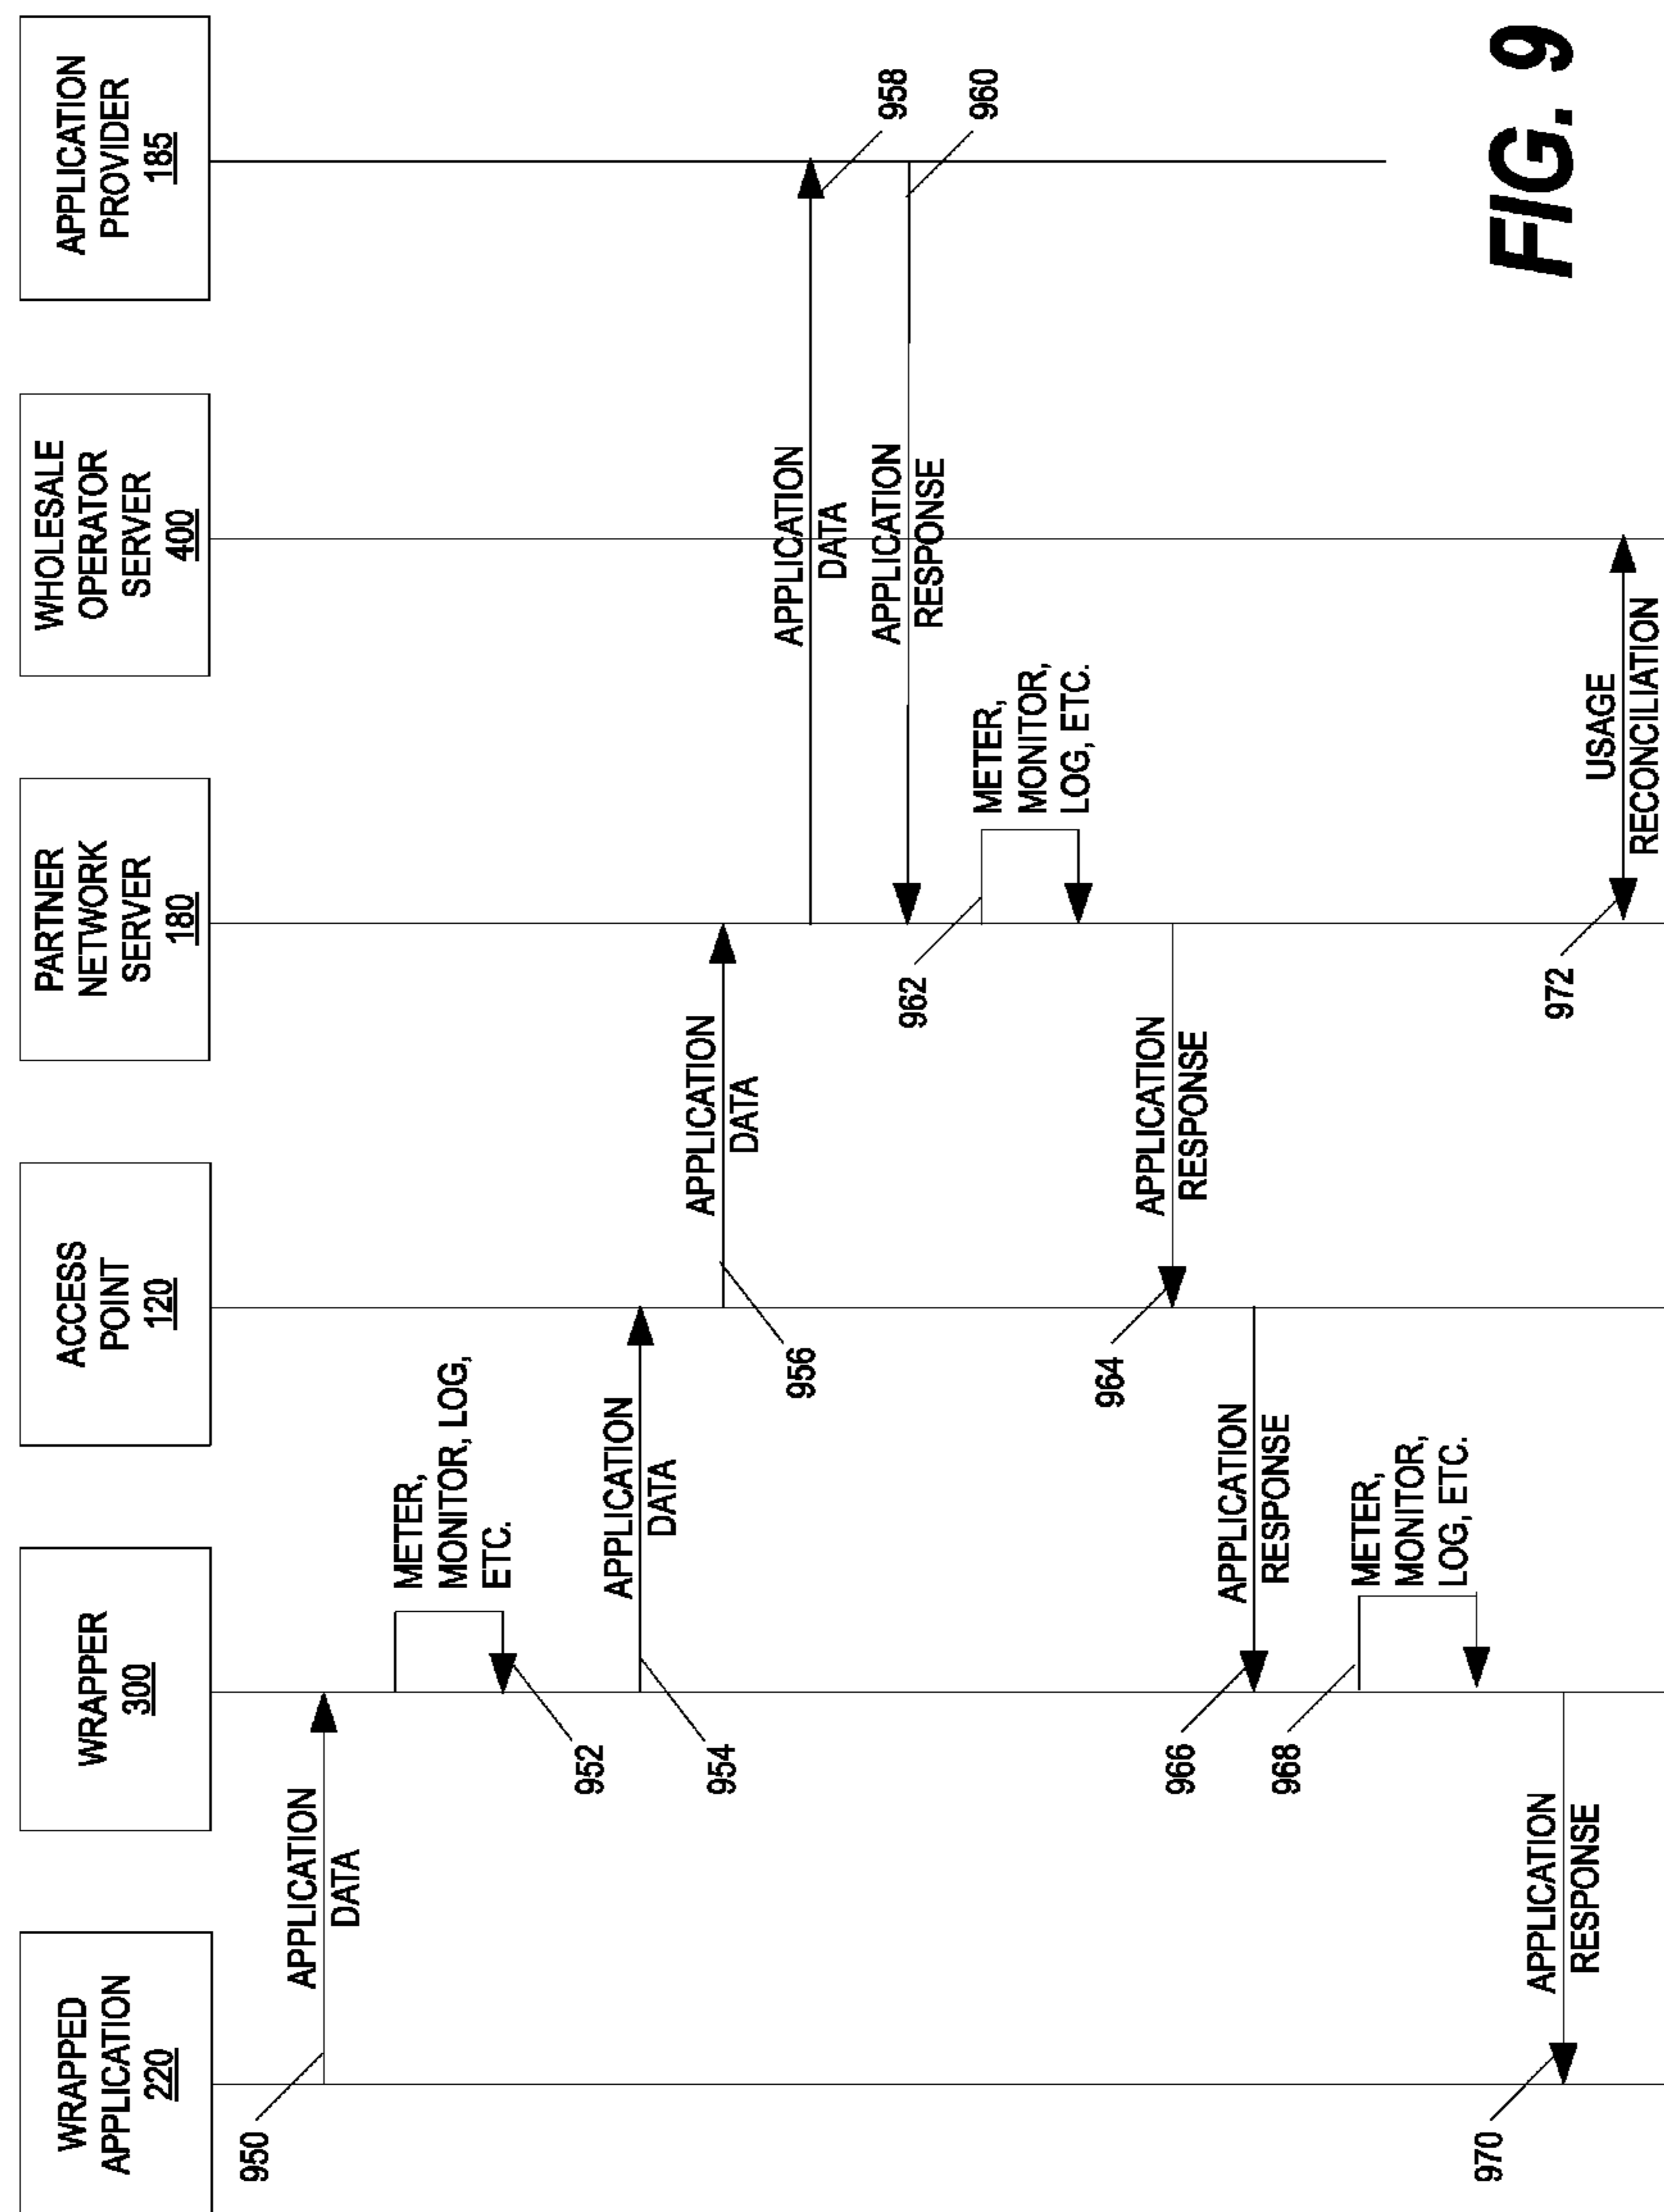 WRAPPED
APPLICATION
220
WRAPPER
300
ACCESS
POINT
120
PARTNER
NETWORK
SERVER
180
WHOLESALE
OPERATOR
SERVER
400
APPLICATION
PROVIDER
185
950
APPLICATION
DATA
METER,
MONITOR, LOG,
ETC.
952
APPLICATION
DATA
954
APPLICATION
DATA
956
APPLICATION
DATA
958
APPLICATION
RESPONSE
960
METER,
MONITOR,
LOG, ETC.
962
APPLICATION
RESPONSE
964
APPLICATION
RESPONSE
966
METER,
MONITOR,
LOG, ETC.
968
APPLICATION
RESPONSE
970
USAGE
RECONCILIATION
972
FIG. 9